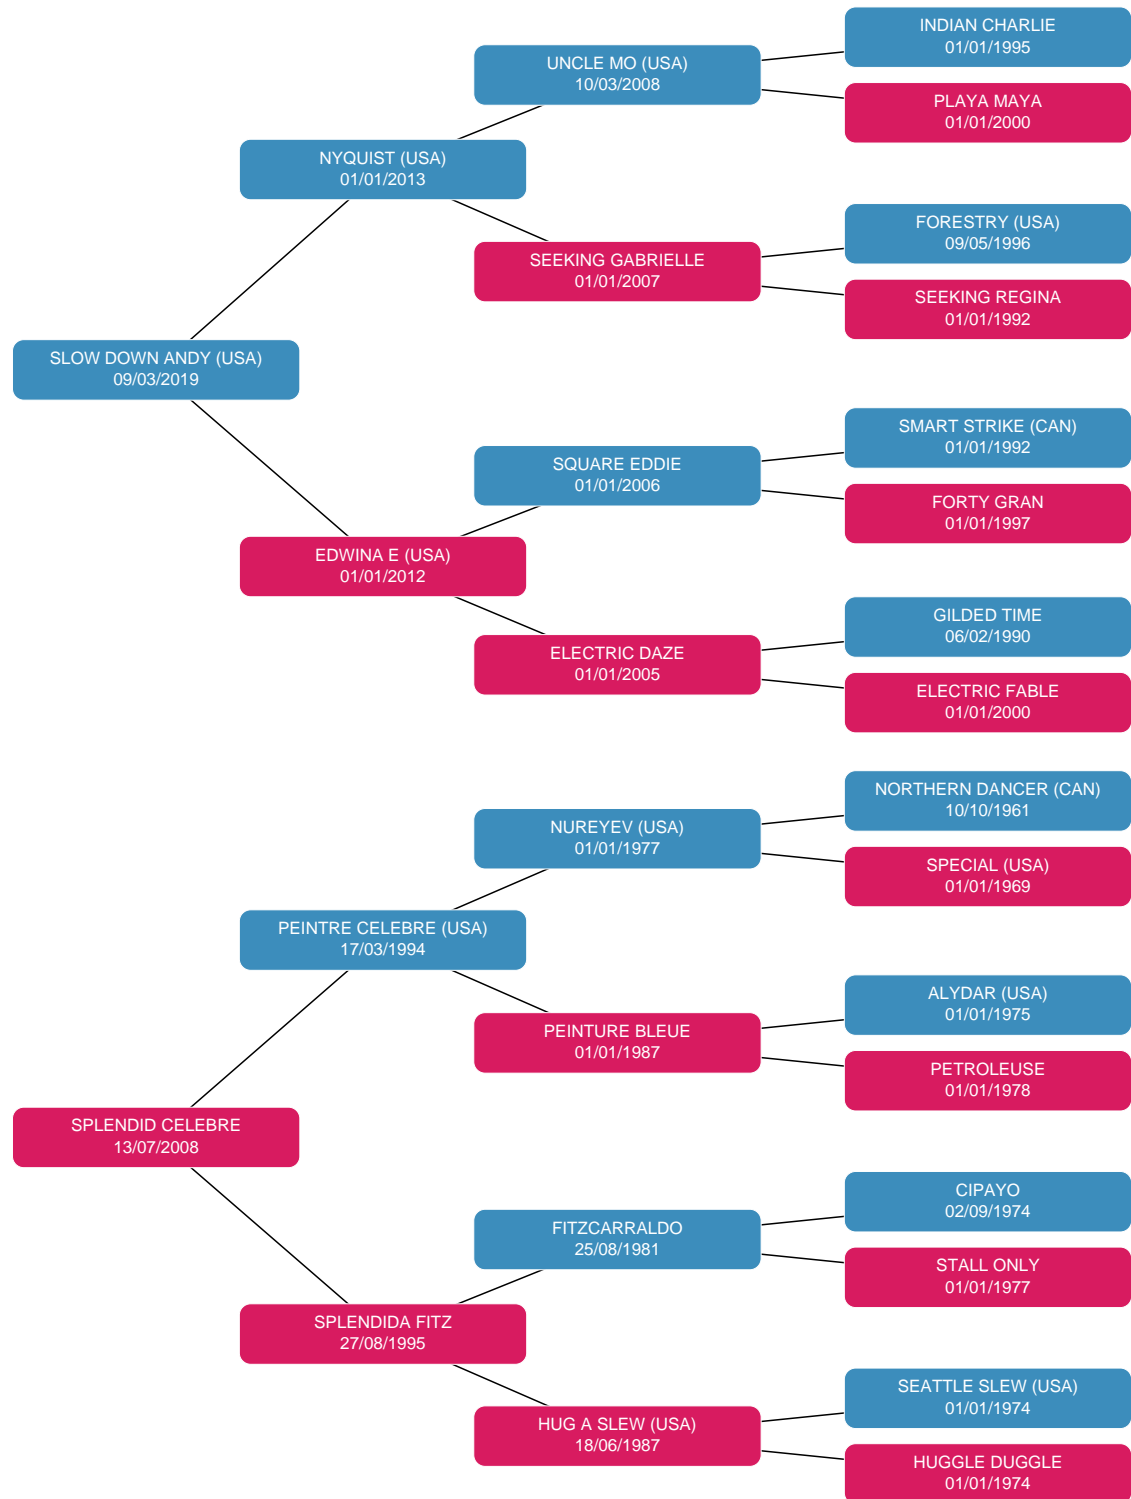 INDIAN CHARLIE
01/01/1995
UNCLE MO (USA)
10/03/2008
PLAYA MAYA
01/01/2000
NYQUIST (USA)
01/01/2013
FORESTRY (USA)
09/05/1996
SEEKING GABRIELLE
01/01/2007
SEEKING REGINA
01/01/1992
SLOW DOWN ANDY (USA)
09/03/2019
SMART STRIKE (CAN)
01/01/1992
SQUARE EDDIE
01/01/2006
FORTY GRAN
01/01/1997
EDWINA E (USA)
01/01/2012
GILDED TIME
06/02/1990
ELECTRIC DAZE
01/01/2005
ELECTRIC FABLE
01/01/2000
NORTHERN DANCER (CAN)
10/10/1961
NUREYEV (USA)
01/01/1977
SPECIAL (USA)
01/01/1969
PEINTRE CELEBRE (USA)
17/03/1994
ALYDAR (USA)
01/01/1975
PEINTURE BLEUE
01/01/1987
PETROLEUSE
01/01/1978
SPLENDID CELEBRE
13/07/2008
CIPAYO
02/09/1974
FITZCARRALDO
25/08/1981
STALL ONLY
01/01/1977
SPLENDIDA FITZ
27/08/1995
SEATTLE SLEW (USA)
01/01/1974
HUG A SLEW (USA)
18/06/1987
HUGGLE DUGGLE
01/01/1974